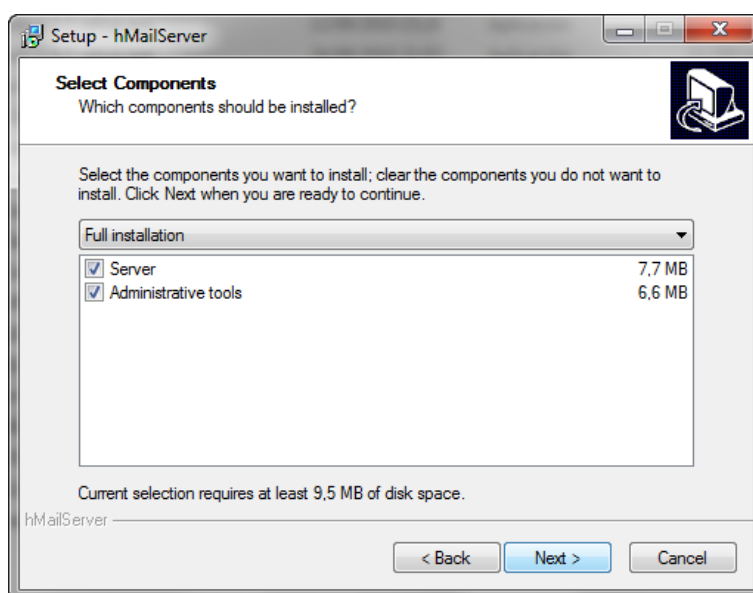 Setup - hMailServer
Select Components
Which components should be installed?
Select the components you want to install; clear the components you do not want to
install. Click Next when you are ready to continue.
Full installation
Server 7,7 MB
Administrative tools 6,6 MB
Current selection requires at least 9,5 MB of disk space.
hMailServer
< Back Next > Cancel